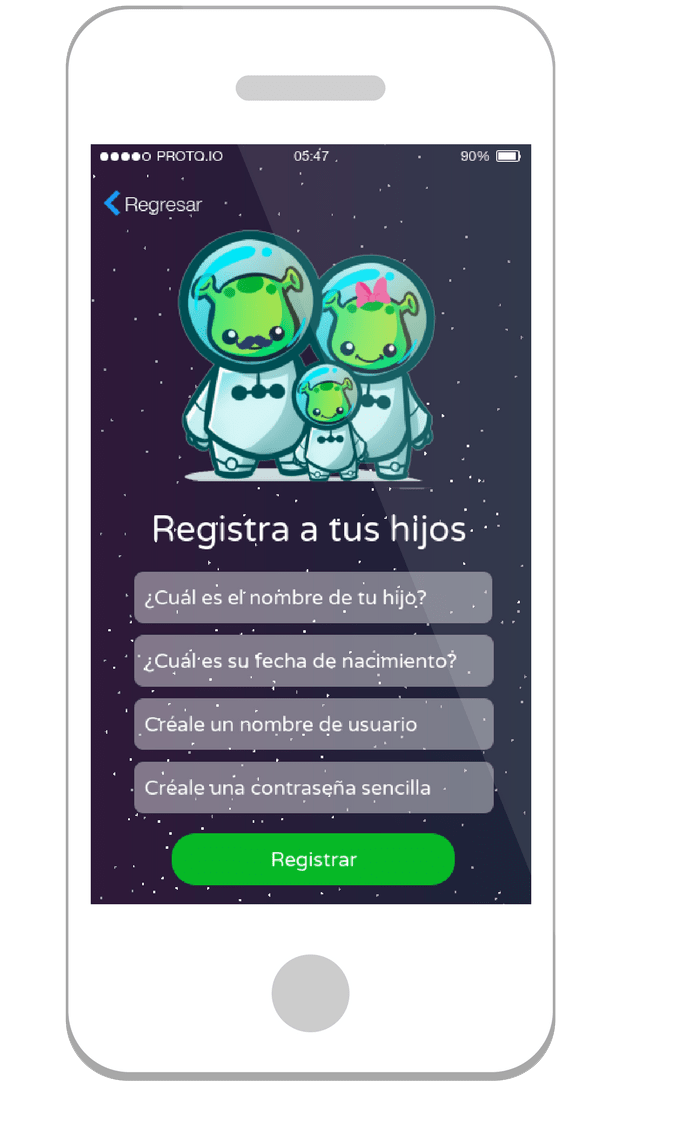 PROTO.IO 05:47 90%
Regresar
Registra a tus hijos
¿Cuál es el nombre de tu hijo?
¿Cuál es su fecha de nacimiento?
Créale un nombre de usuario
Créale una contraseña sencilla
Registrar